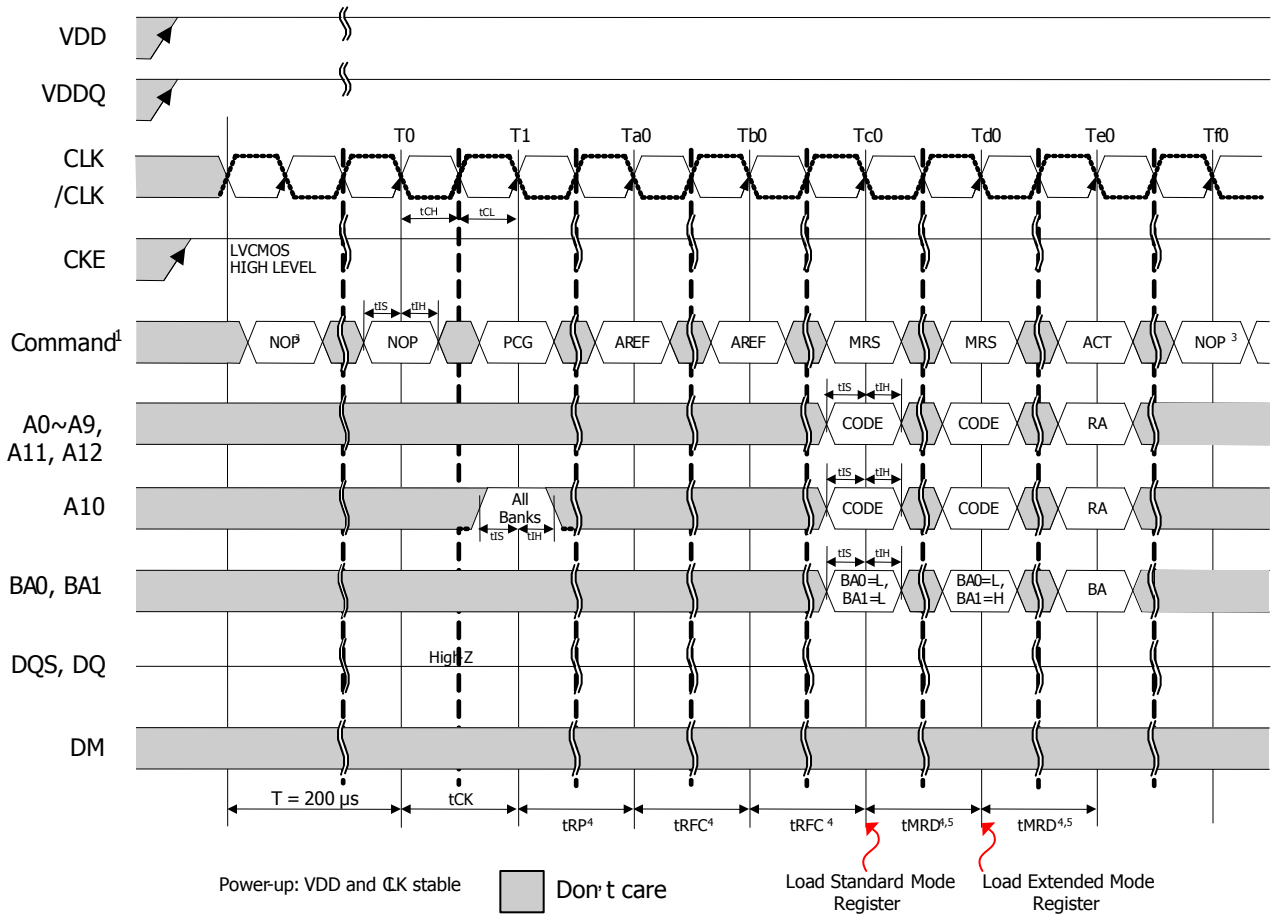 VDD
VDDQ
T0 T1 Ta0 Tb0 Tc0 Td0 Te0 Tf0
CLK
/CLK
tCH tCL
CKE
LVCMOS
HIGH LEVEL
tIS tIH
Command1 NOP3 NOP PCG AREF AREF MRS MRS ACT NOP 3
tIS tIH
A0~A9,
A11, A12
CODE CODE RA
tIS tIH
A10 All
Banks
CODE CODE RA
tIS tIH
tIS tIH
BA0, BA1
BA0=L,
BA1=L
BA0=L,
BA1=H
BA
DQS, DQ High-Z
DM
T = 200 µs tCK
tRP4 tRFC4 tRFC 4 tMRD4,5 tMRD4,5
Power-up: VDD and CLK stable
Don't care
Load Standard Mode
Register
Load Extended Mode
Register